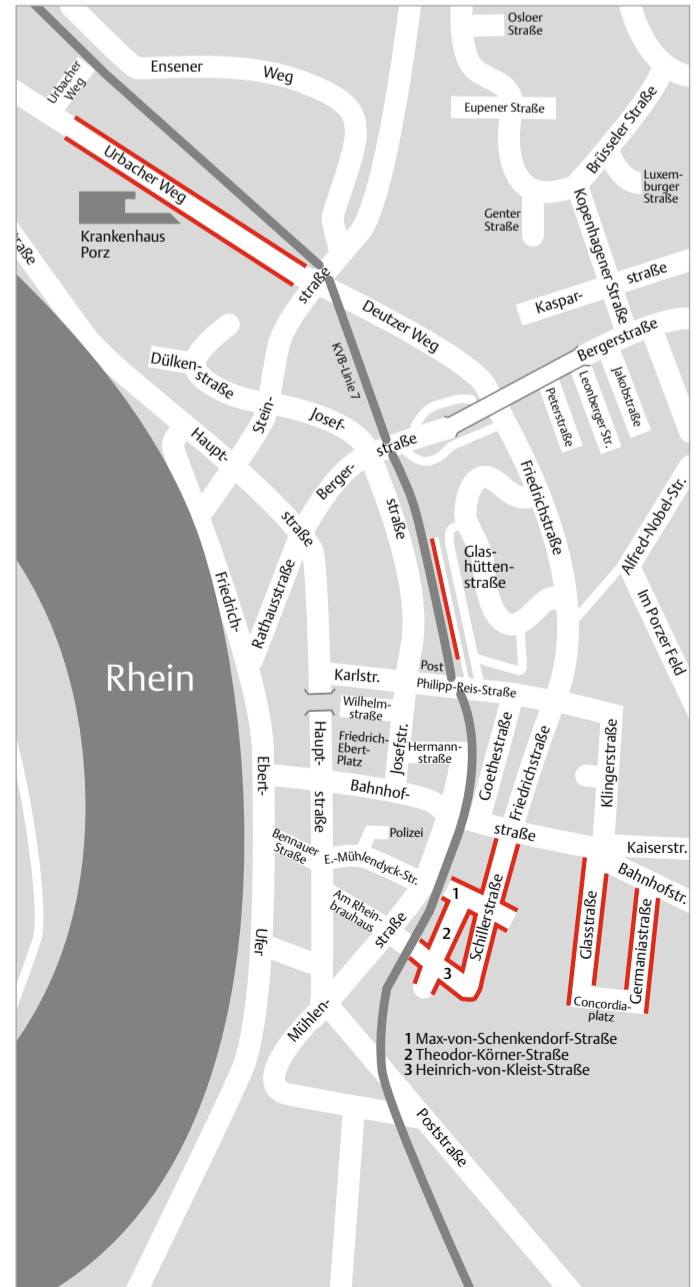 Osloer
Straße
Ensener Weg
Urbacher
Weg
Eupener Straße
Brüsseler Straße
Urbacher Weg
Luxem-
burger
Straße
Krankenhaus
Porz
Genter
Straße
Kopenhagener Straße
raße
straße
Kaspar-
straße
Deutzer Weg
Bergerstraße
KVB-Linie 7
Dülken-
straße
Peterstraße
Leonberger Str.
Jakobstraße
Stein-
Josef-
straße
Haupt-
straße
Berger-
straße
Friedrichstraße
Alfred-Nobel-Str.
Glas-
hütten-
straße
Im Porzer Feld
Friedrich-
Rathausstraße
Rhein
Post
Karlstr.
Philipp-Reis-Straße
Wilhelm-
straße
Haupt-
straße
Friedrich-
Ebert-
Platz
Josefstr.
Hermann-
straße
Goethestraße
Friedrichstraße
Klingerstraße
Ebert-
Bahnhof-
straße
Polizei
Kaiserstr.
Bennauer
Straße
E.-Mühlendyck-Str.
Bahnhofstr.
Am Rhein-
brauhaus
straße
1
2
3
Schillerstraße
Glasstraße
Germaniastraße
Ufer
Concordia-
platz
Mühlen-
1 Max-von-Schenkendorf-Straße
2 Theodor-Körner-Straße
3 Heinrich-von-Kleist-Straße
Poststraße